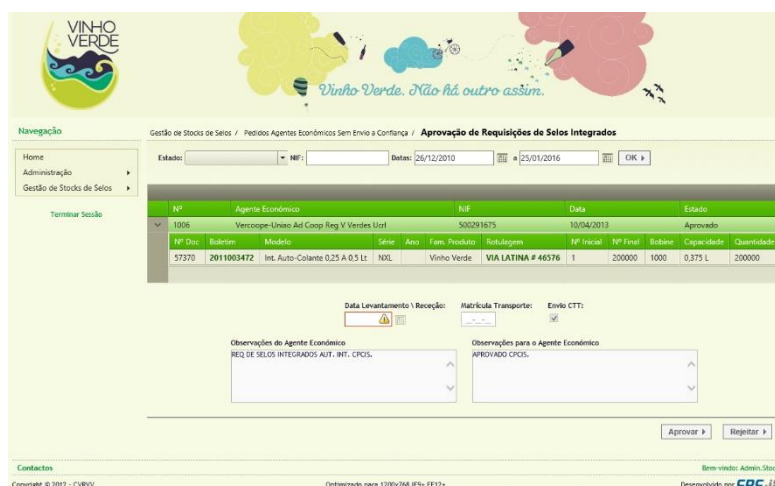 VINHO
VERDE
Vinho Verde. Não há outro assim.
Navegação
Gestão de Stocks de Selos / Pedidos Agentes Económicos Sem Envio a Confiança / Aprovação de Requisições de Selos Integrados
Home
Administração
Gestão de Stocks de Selos
Terminar Sessão
Estado: NIF: Datas: 26/12/2010 a 25/01/2016 OK
Nº Agente Económico NIF Data Estado
1006 Vercoope-Uniao Ad Coop Reg V Verdes Ucrl 500291675 10/04/2013 Aprovado
Nº Doc Boletim Modelo Série Ano Fam. Produto Rotulagem Nº Inicial Nº Final Bobine Capacidade Quantidade
57370 2011003472 Int. Auto-Colante 0,25 A 0,5 Lt NXL Vinho Verde VIA LATINA # 46576 1 200000 1000 0,375 L 200000
Data Levantamento \ Receção: Matrícula Transporte: Envio CTT:
_-_-_
Observações do Agente Económico Observações para o Agente Económico
REQ DE SELOS INTEGRADOS AUT. INT. CPCIS. APROVADO CPCIS.
Aprovar Rejeitar
Contactos Bem-vindo: Admin.Stoc
Copyright © 2012 - CVRVV Optimizado para 1200x768 IE9+ FF12+ Desenvolvido por